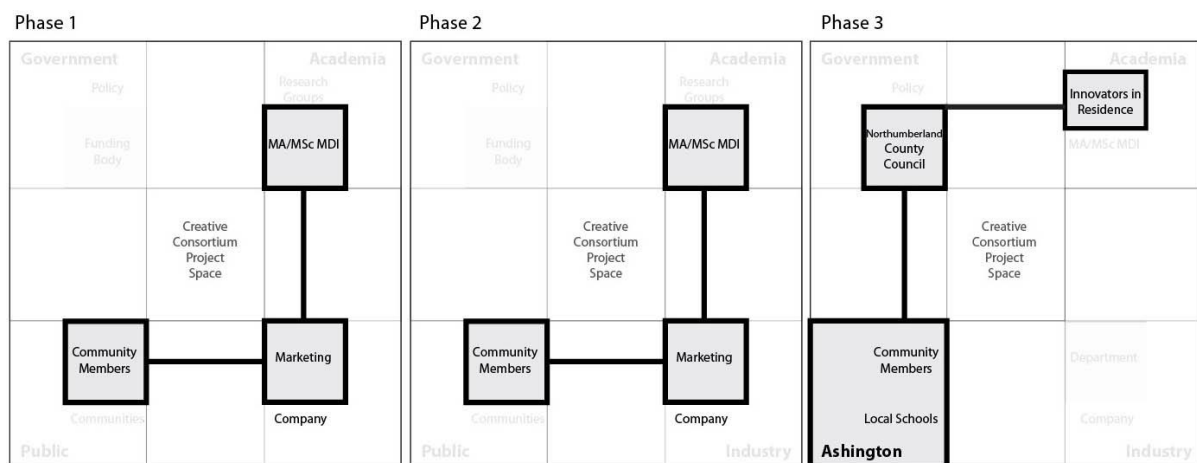 Phase 1
Government
Academia
Policy
Research
Groups
Funding
Body
MA/MSc MDI
Creative
Consortium
Project
Space
Community
Members
Marketing
Communities
Company
Public
Industry
Phase 2
Government
Academia
Policy
Research
Groups
Funding
Body
MA/MSc MDI
Creative
Consortium
Project
Space
Community
Members
Marketing
Communities
Company
Public
Industry
Phase 3
Government
Academia
Policy
Innovators in
Residence
Northumberland
County
Council
MA/MSc MDI
Creative
Consortium
Project
Space
Community
Members
Department
Local Schools
Company
Ashington
Industry